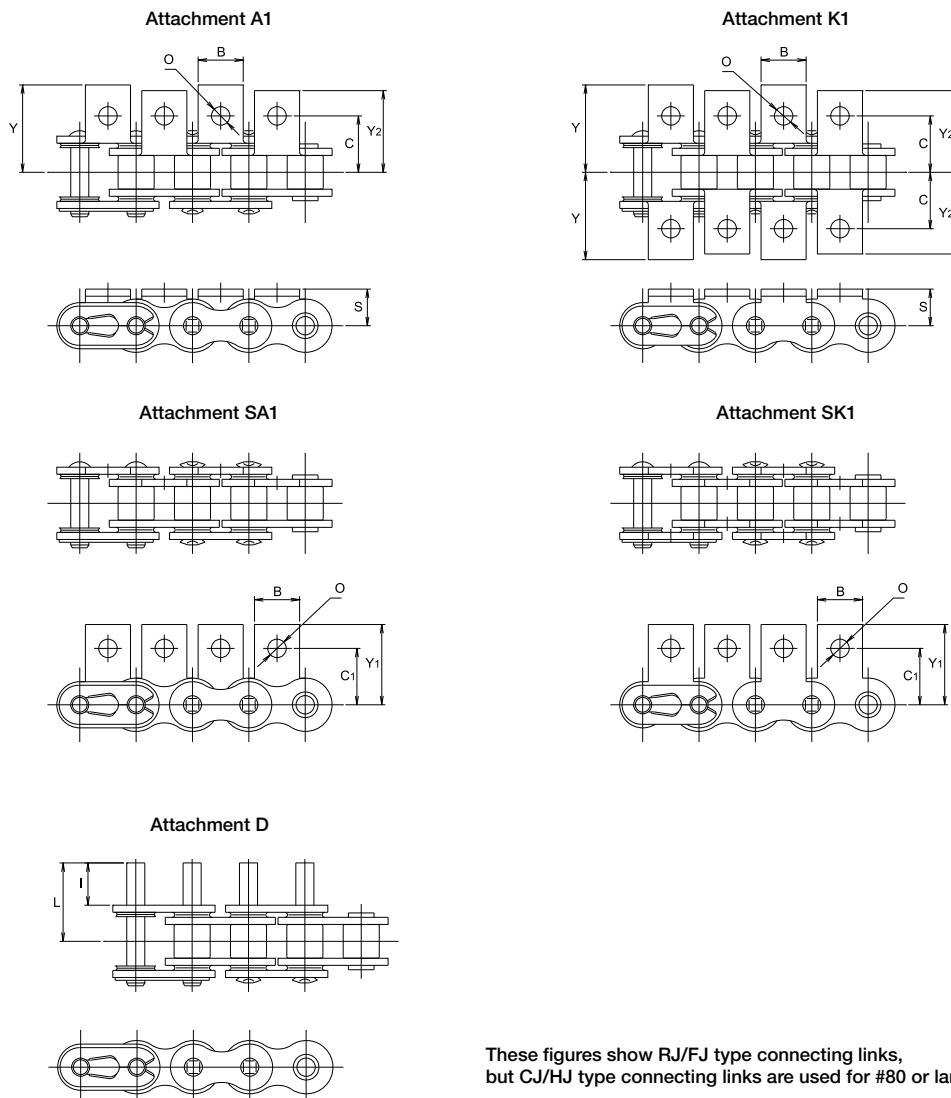 Attachment A1
Attachment K1
O
B
Y
C
Y2
O
B
Y
Y
C
C
Y2
Y2
S
S
Attachment SA1
Attachment SK1
B
O
C1
Y1
B
O
C1
Y1
Attachment D
L
I
These figures show RJ/FJ type connecting links,
but CJ/HJ type connecting links are used for #80 or